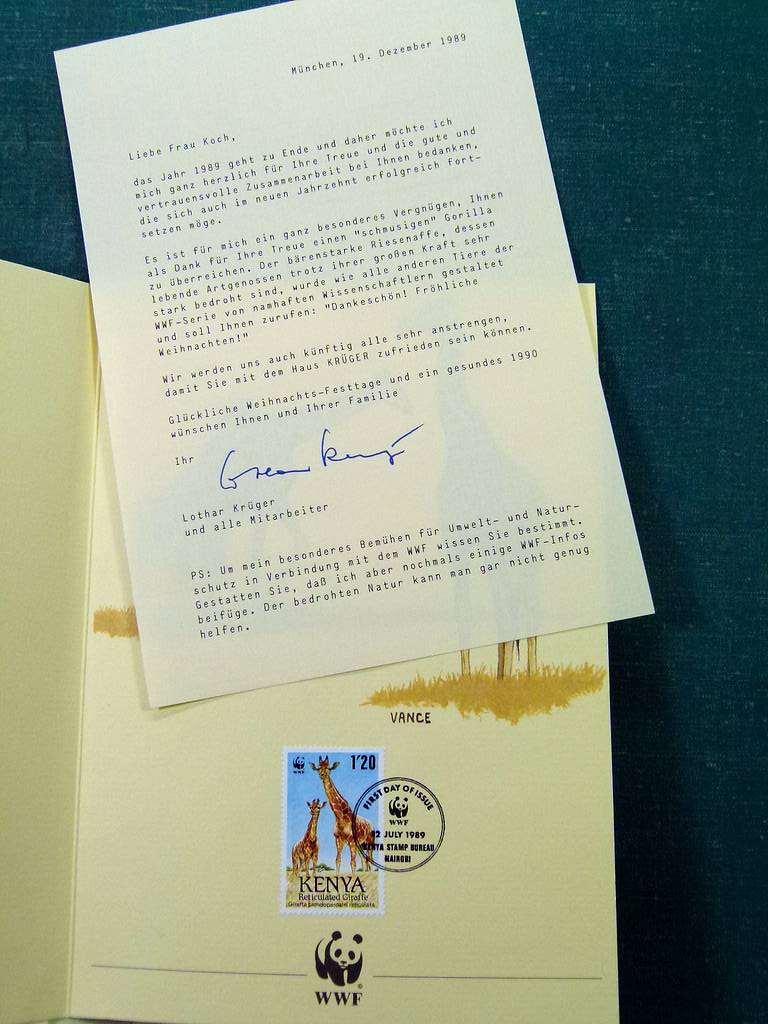 München, 19. Dezember 1989
Liebe Frau Koch,
das Jahr 1989 geht zu Ende und daher möchte ich
mich ganz herzlich für Ihre Treue und die gute und
vertrauensvolle Zusammenarbeit bei Ihnen bedanken,
die sich auch im neuen Jahrzehnt erfolgreich fort-
setzen möge.
Es ist für mich ein ganz besonderes Vergnügen, Ihnen
als Dank für Ihre Treue einen "schmusigen" Gorilla
zu überreichen. Der bärenstarke Riesenaffe, dessen
lebende Artgenossen trotz ihrer großen Kraft sehr
stark bedroht sind, wurde wie alle anderen Tiere der
WWF-Serie von namhaften Wissenschaftlern gestaltet
und soll Ihnen zurufen: "Dankeschön! Fröhliche
Weihnachten!"
Wir werden uns auch künftig alle sehr anstrengen,
damit Sie mit dem Haus KRÜGER zufrieden sein können.
Glückliche Weihnachts-Festtage und ein gesundes 1990
wünschen Ihnen und Ihrer Familie
Ihr
Lothar Krüger
und alle Mitarbeiter
PS: Um mein besonderes Bemühen für Umwelt- und Natur-
schutz in Verbindung mit dem WWF wissen Sie bestimmt.
Gestatten Sie, daß ich aber nochmals einige WWF-Infos
beifüge. Der bedrohten Natur kann man gar nicht genug
helfen.
VANCE
WWF
1'20
KENYA
Reticulated Giraffe
Giraffa camelopardalis reticulata
FIRST DAY OF ISSUE
WWF
12 JULY 1989
KENYA STAMP BUREAU
NAIROBI
WWF